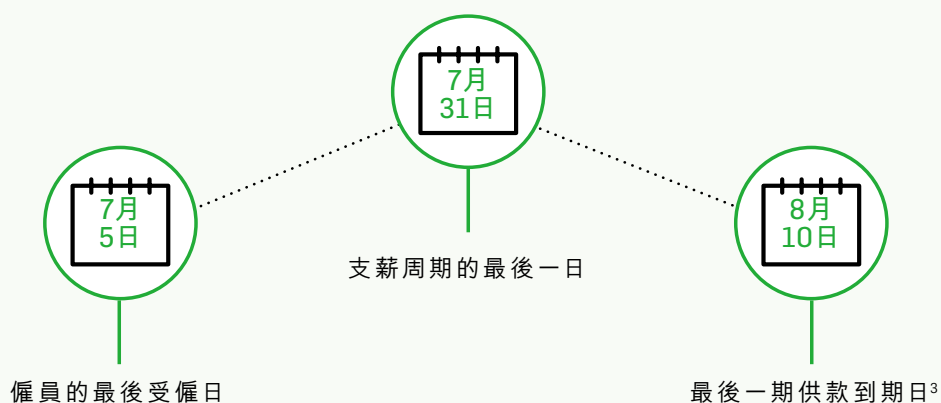 7月
31日
7月
5日
8月
10日
支薪周期的最後一日
僱員的最後受僱日
最後一期供款到期日3